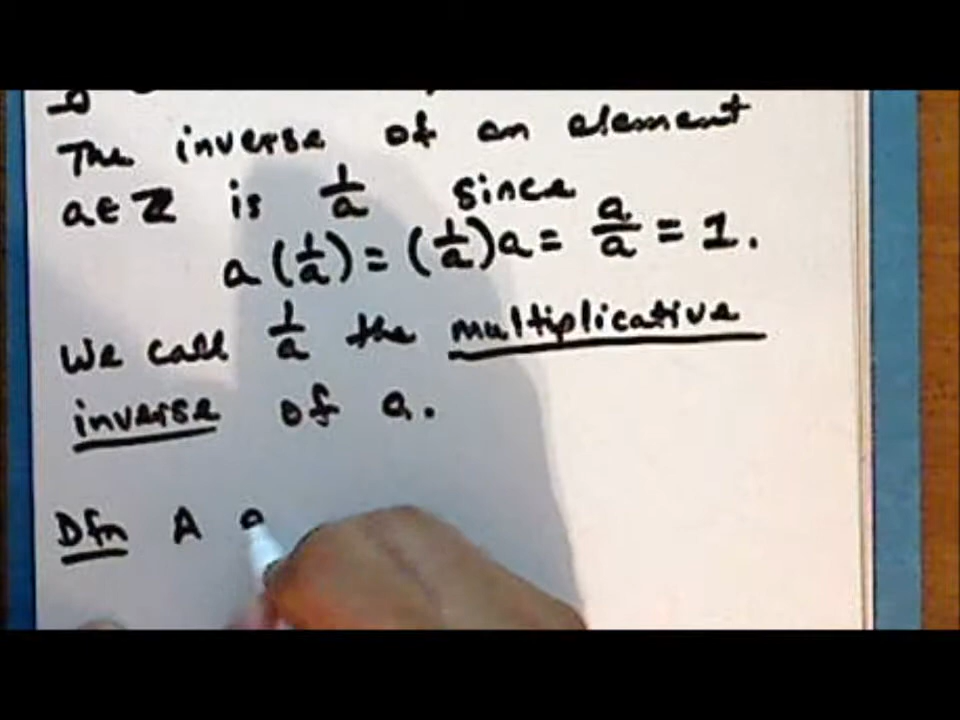 The inverse of an element
a∈ℤ is 1/a since
a(1/a) = (1/a)a = a/a = 1.
We call 1/a the multiplicative
inverse of a.
Dfn A